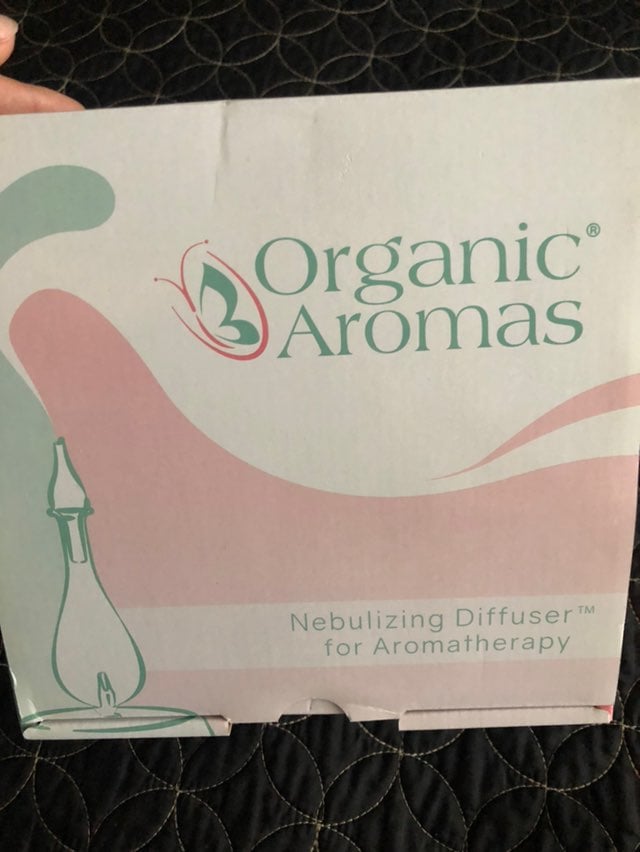 Organic®
Aromas
Nebulizing Diffuser™
for Aromatherapy